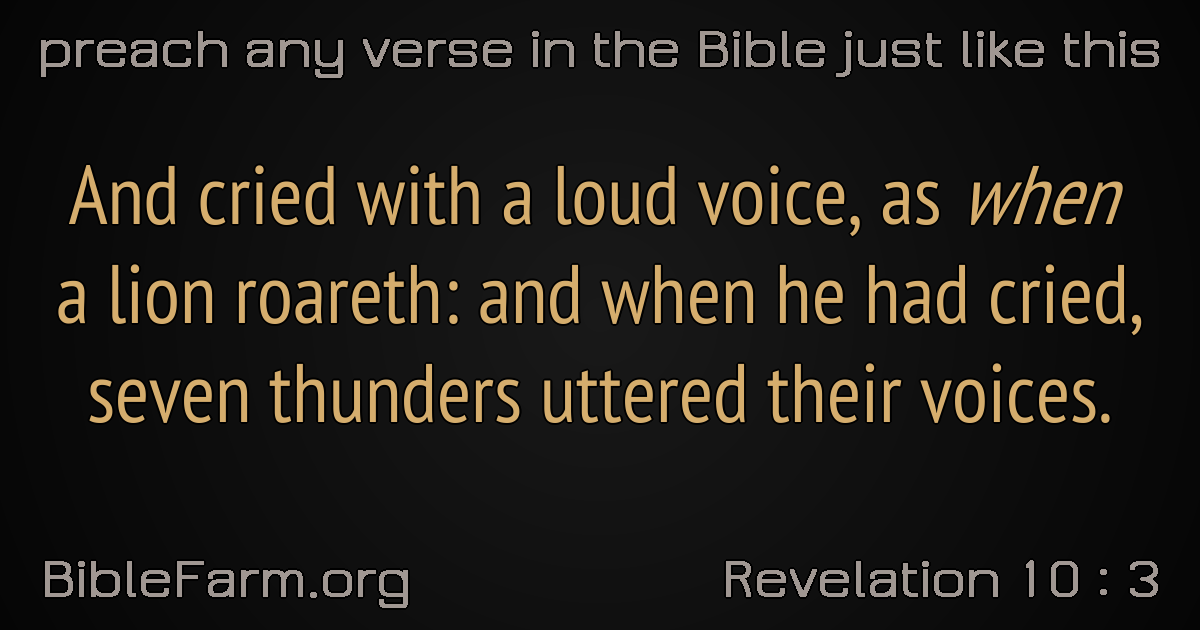 preach any verse in the Bible just like this
And cried with a loud voice, as when
a lion roareth: and when he had cried,
seven thunders uttered their voices.
BibleFarm.org
Revelation 10 : 3